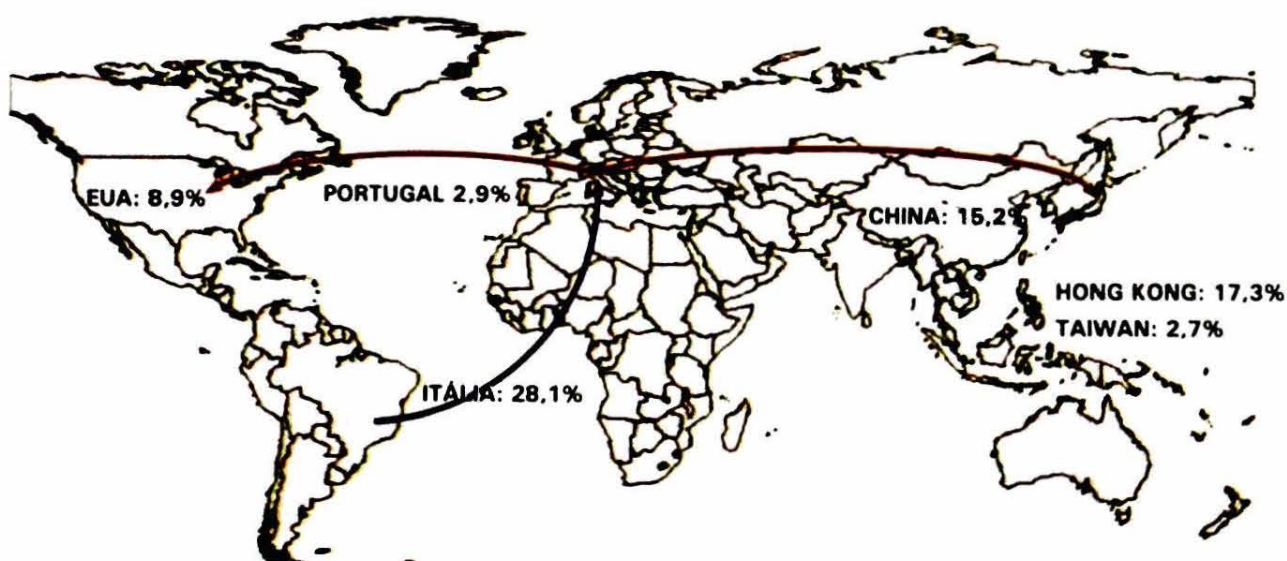 EUA: 8,9%
PORTUGAL 2,9%
CHINA: 15,2%
HONG KONG: 17,3%
TAIWAN: 2,7%
ITÁLIA: 28,1%